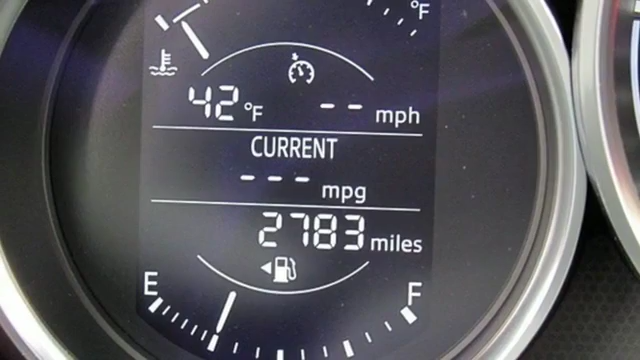 °F
42 °F -- mph
CURRENT
--- mpg
2783 miles
E F